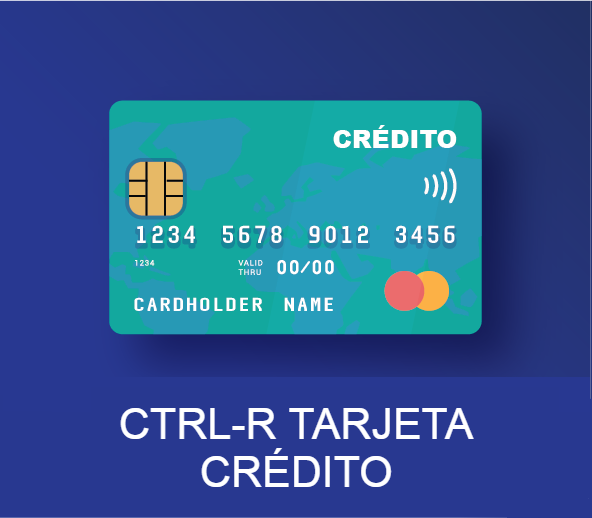 CRÉDITO
1234 5678 9012 3456
1234
VALID
THRU
00/00
CARDHOLDER NAME
CTRL-R TARJETA
CRÉDITO